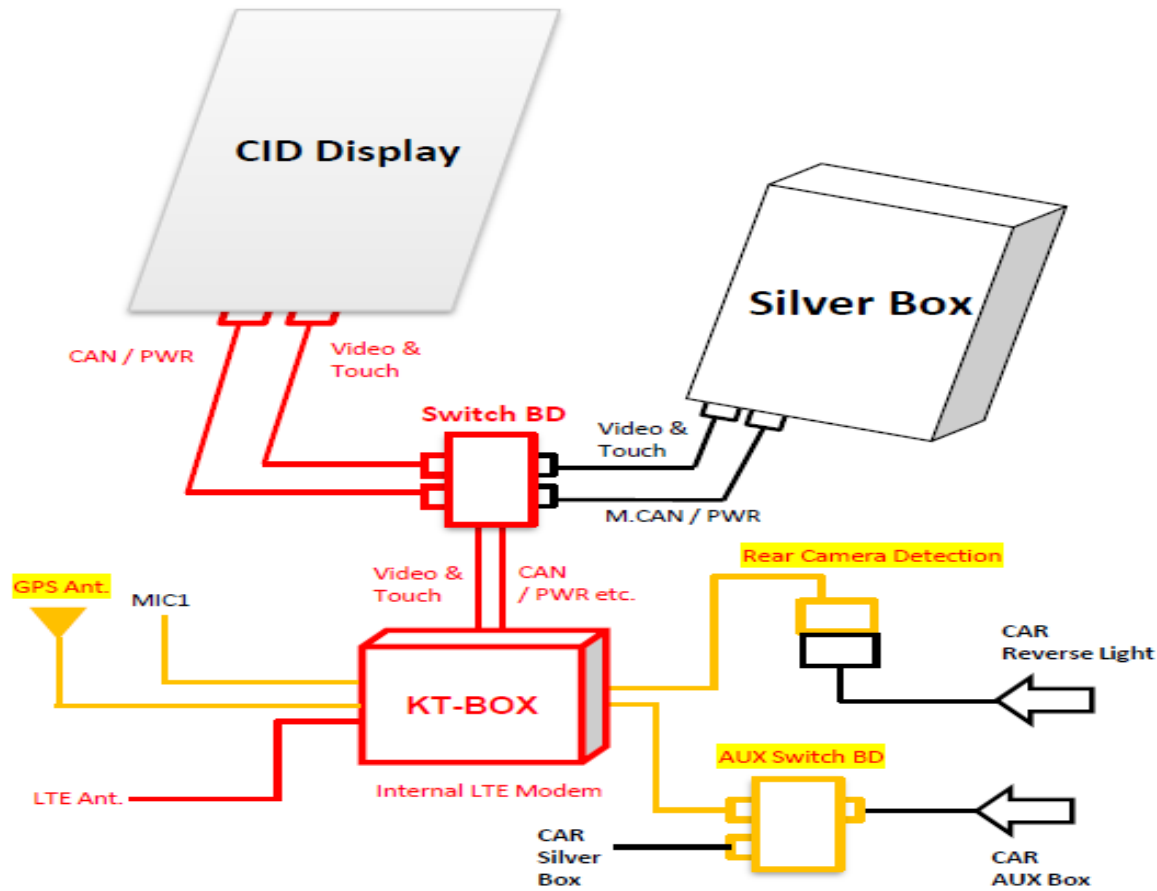 CID Display
Silver Box
CAN / PWR
Video &
Touch
Switch BD
Video &
Touch
M.CAN / PWR
Rear Camera Detection
GPS Ant.
MIC1
Video &
Touch
CAN
/ PWR etc.
CAR
Reverse Light
KT-BOX
AUX Switch BD
Internal LTE Modem
LTE Ant.
CAR
Silver
Box
CAR
AUX Box